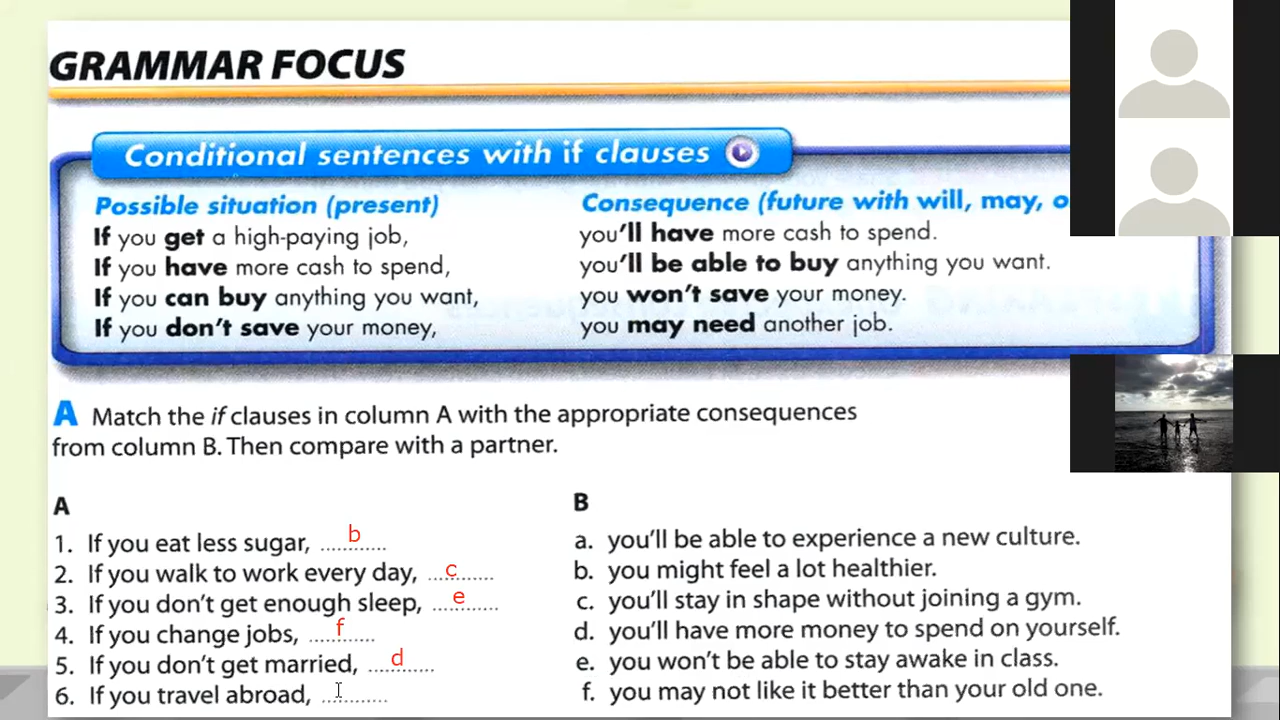 GRAMMAR FOCUS
Conditional sentences with if clauses
Possible situation (present)
Consequence (future with will, may, o
If you get a high-paying job,
you'll have more cash to spend.
If you have more cash to spend,
you'll be able to buy anything you want.
If you can buy anything you want,
you won't save your money.
If you don't save your money,
you may need another job.
A Match the if clauses in column A with the appropriate consequences
from column B. Then compare with a partner.
A
1. If you eat less sugar, ............ b
2. If you walk to work every day, ............ c
3. If you don't get enough sleep, ............ e
4. If you change jobs, ............ f
5. If you don't get married, ............ d
6. If you travel abroad, ............
B
a. you'll be able to experience a new culture.
b. you might feel a lot healthier.
c. you'll stay in shape without joining a gym.
d. you'll have more money to spend on yourself.
e. you won't be able to stay awake in class.
f. you may not like it better than your old one.